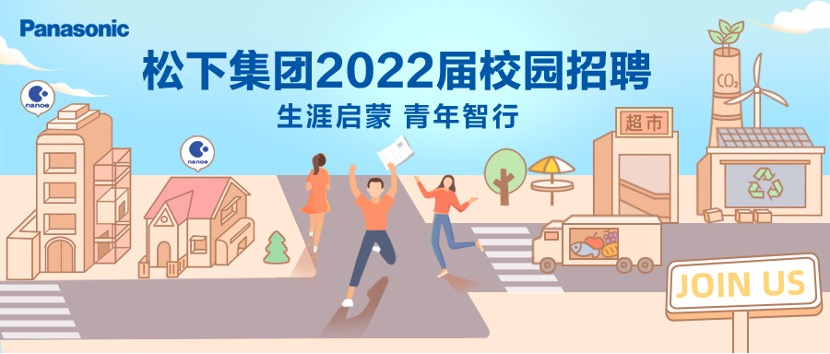 Panasonic
松下集团2022届校园招聘
生涯启蒙 青年智行
nanoe
nanoe
CO2
超市
JOIN US